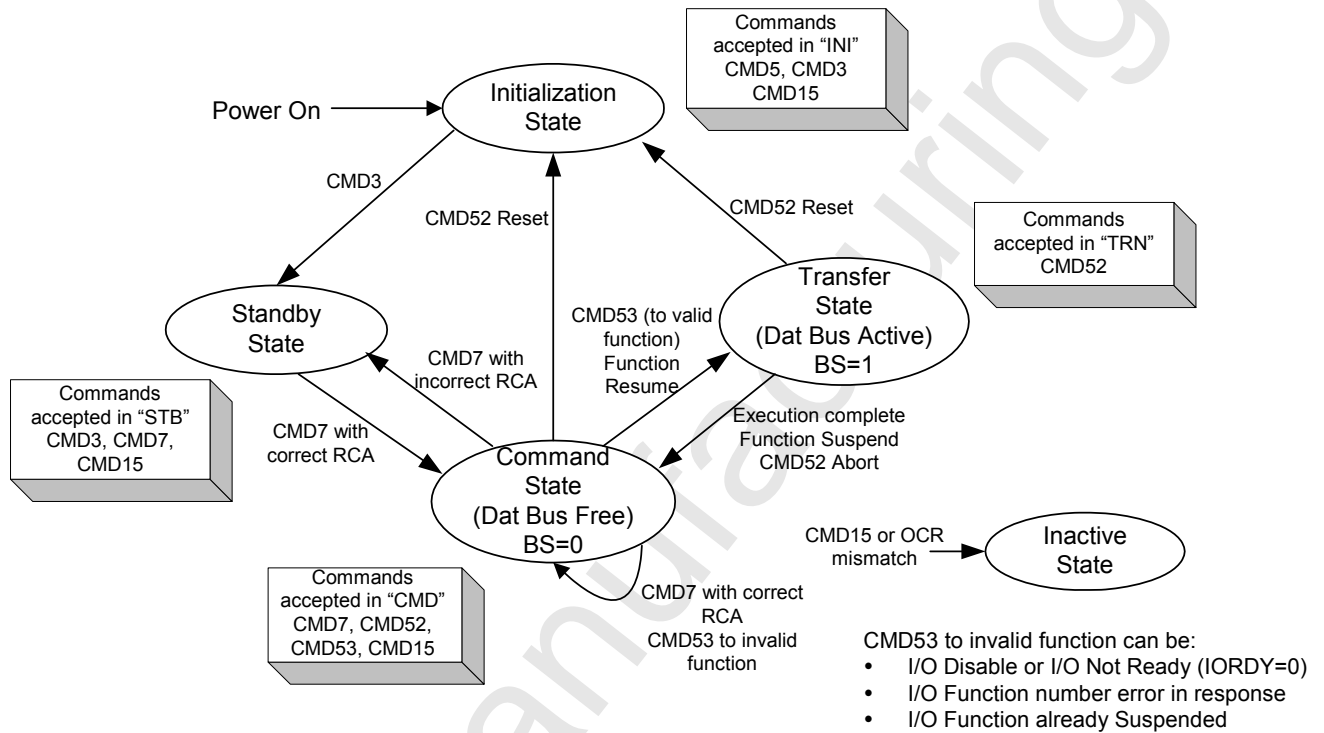 Commands
accepted in “INI”
CMD5, CMD3
CMD15
Power On
Initialization
State
CMD3
CMD52 Reset
CMD52 Reset
Commands
accepted in “TRN”
CMD52
Standby
State
CMD53 (to valid
function)
Function
Resume
Transfer
State
(Dat Bus Active)
BS=1
CMD7 with
incorrect RCA
Commands
accepted in “STB”
CMD3, CMD7,
CMD15
CMD7 with
correct RCA
Execution complete
Function Suspend
CMD52 Abort
Command
State
(Dat Bus Free)
BS=0
CMD15 or OCR
mismatch
Inactive
State
Commands
accepted in “CMD”
CMD7, CMD52,
CMD53, CMD15
CMD7 with correct
RCA
CMD53 to invalid
function
CMD53 to invalid function can be:
• I/O Disable or I/O Not Ready (IORDY=0)
• I/O Function number error in response
• I/O Function already Suspended